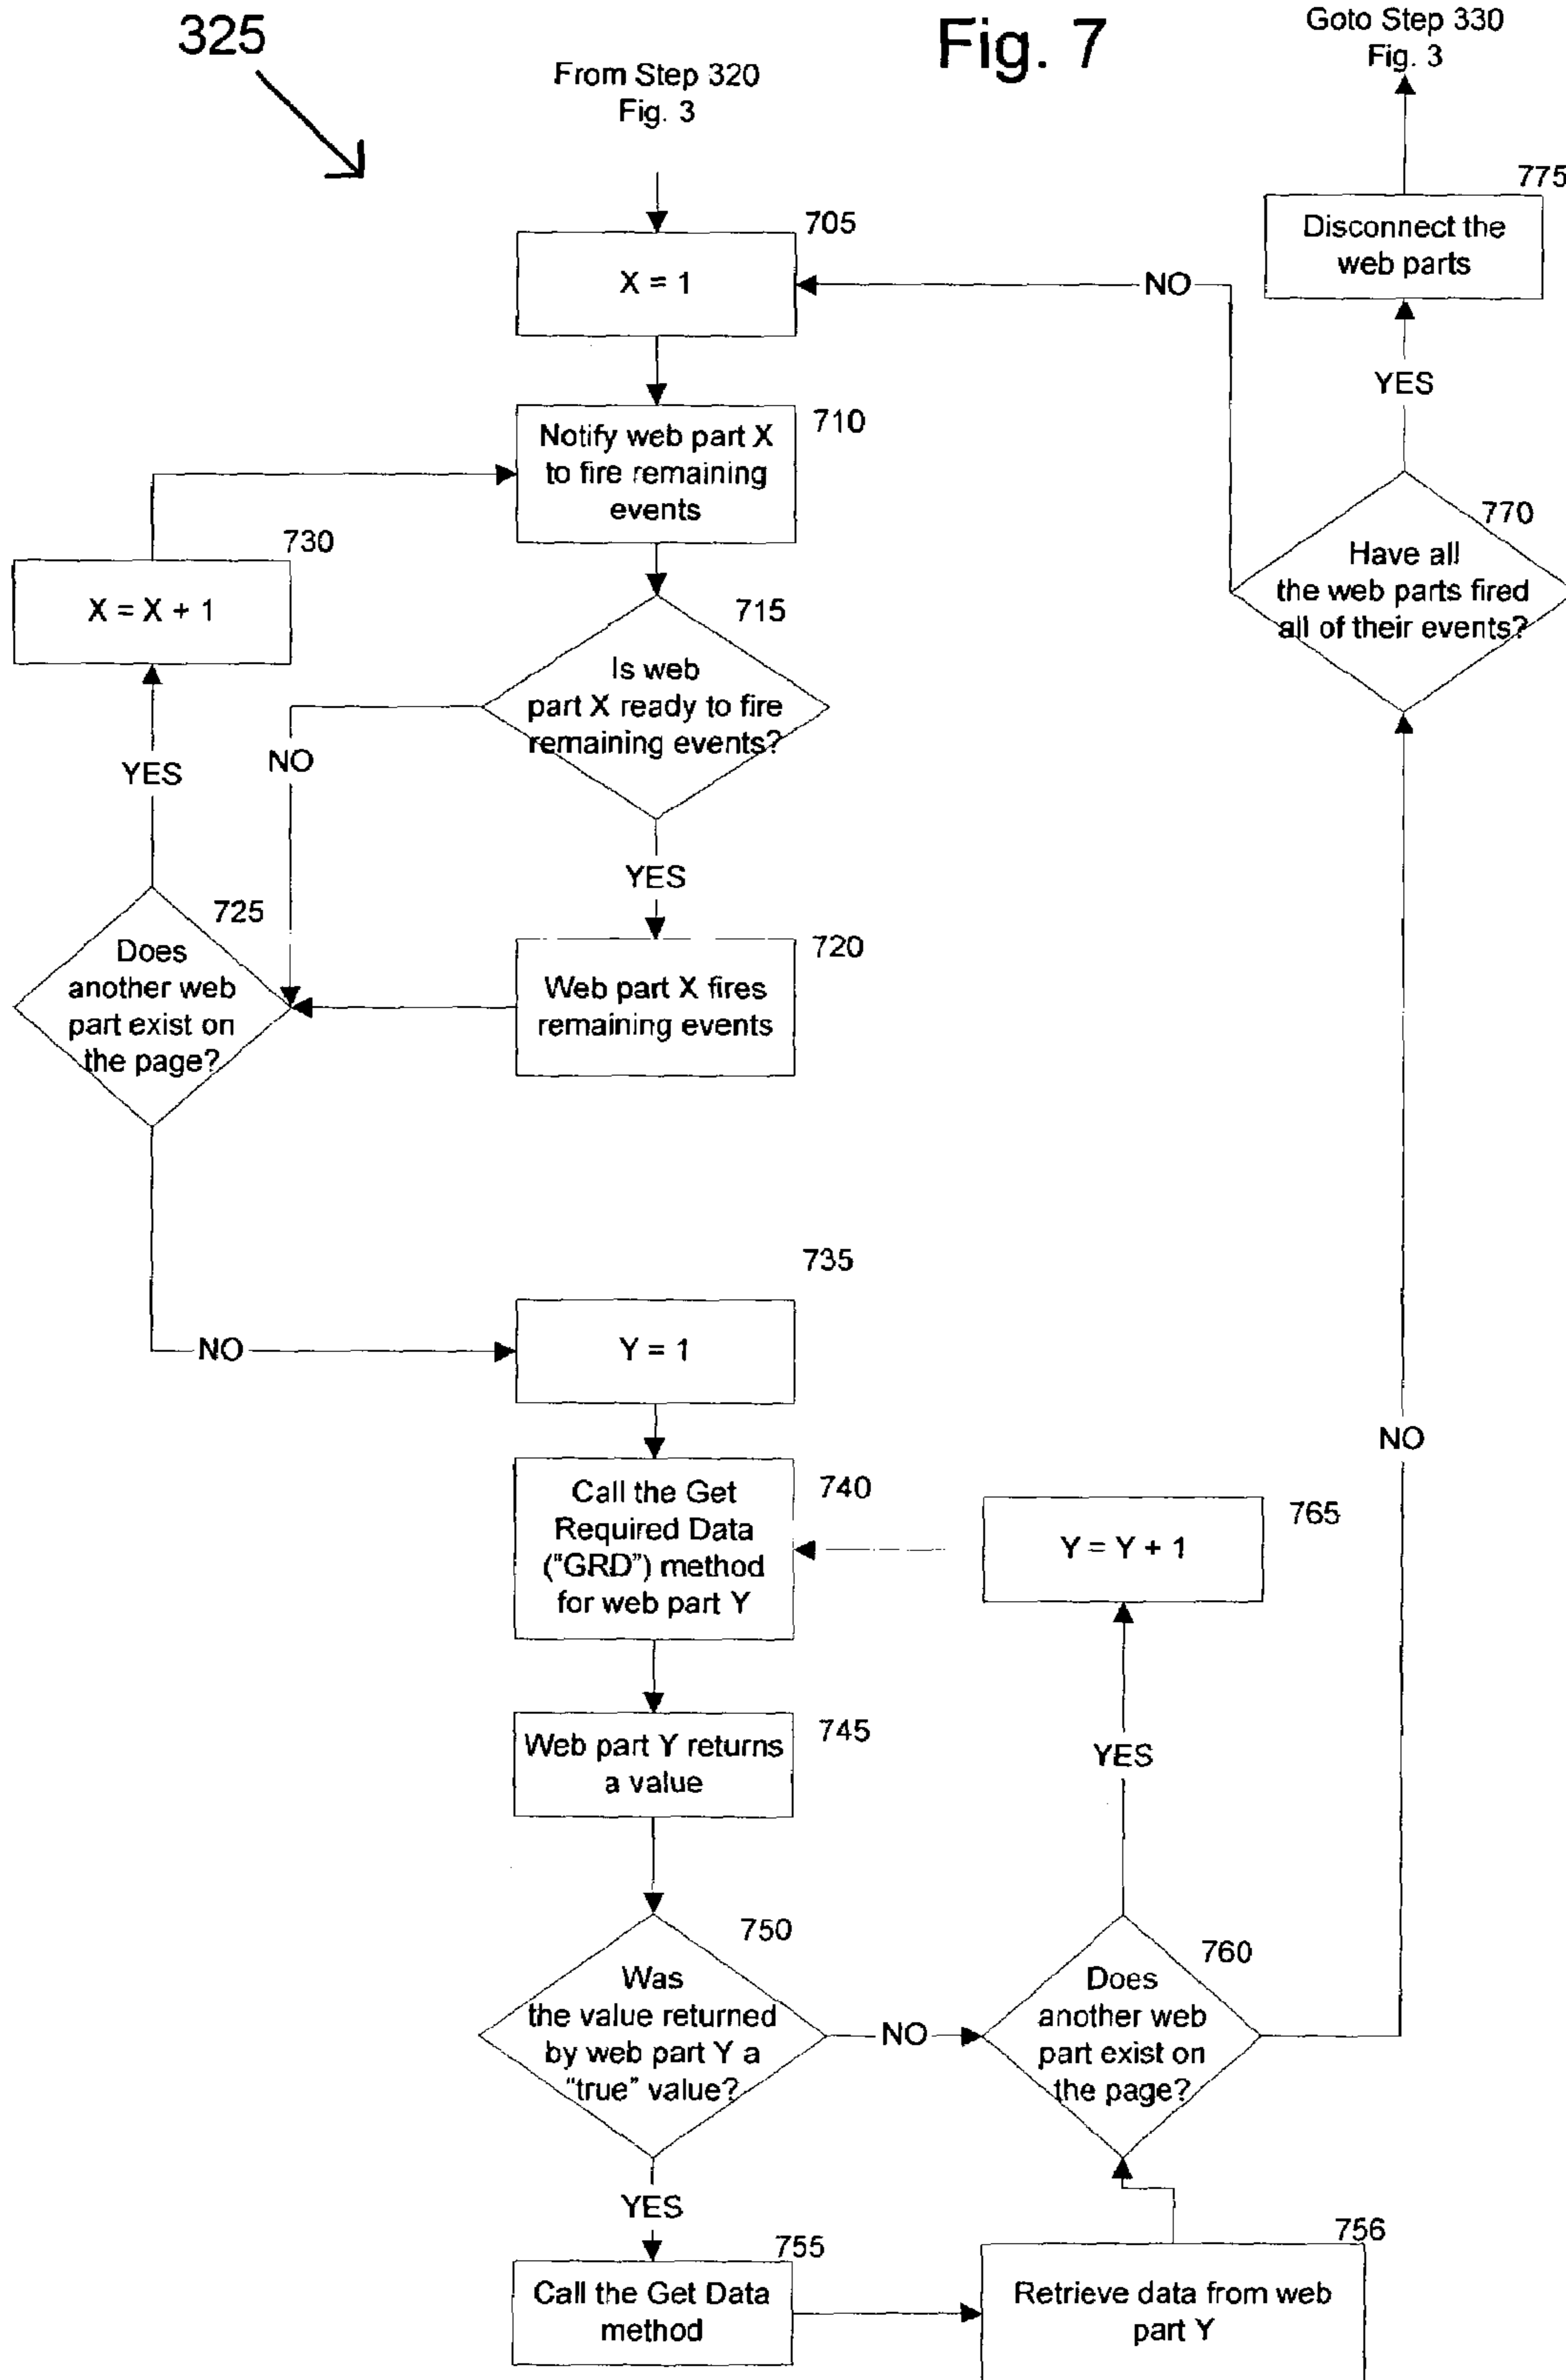 325
Fig. 7
Goto Step 330
Fig. 3
From Step 320
Fig. 3
775
Disconnect the
web parts
705
X = 1
NO
YES
710
Notify web part X
to fire remaining
events
770
Have all
the web parts fired
all of their events?
730
X = X + 1
715
Is web
part X ready to fire
remaining events?
NO
YES
YES
725
Does
another web
part exist on
the page?
720
Web part X fires
remaining events
735
Y = 1
NO
NO
740
Call the Get
Required Data
("GRD") method
for web part Y
765
Y = Y + 1
745
Web part Y returns
a value
YES
750
Was
the value returned
by web part Y a
"true" value?
NO
760
Does
another web
part exist on
the page?
YES
755
Call the Get Data
method
756
Retrieve data from web
part Y